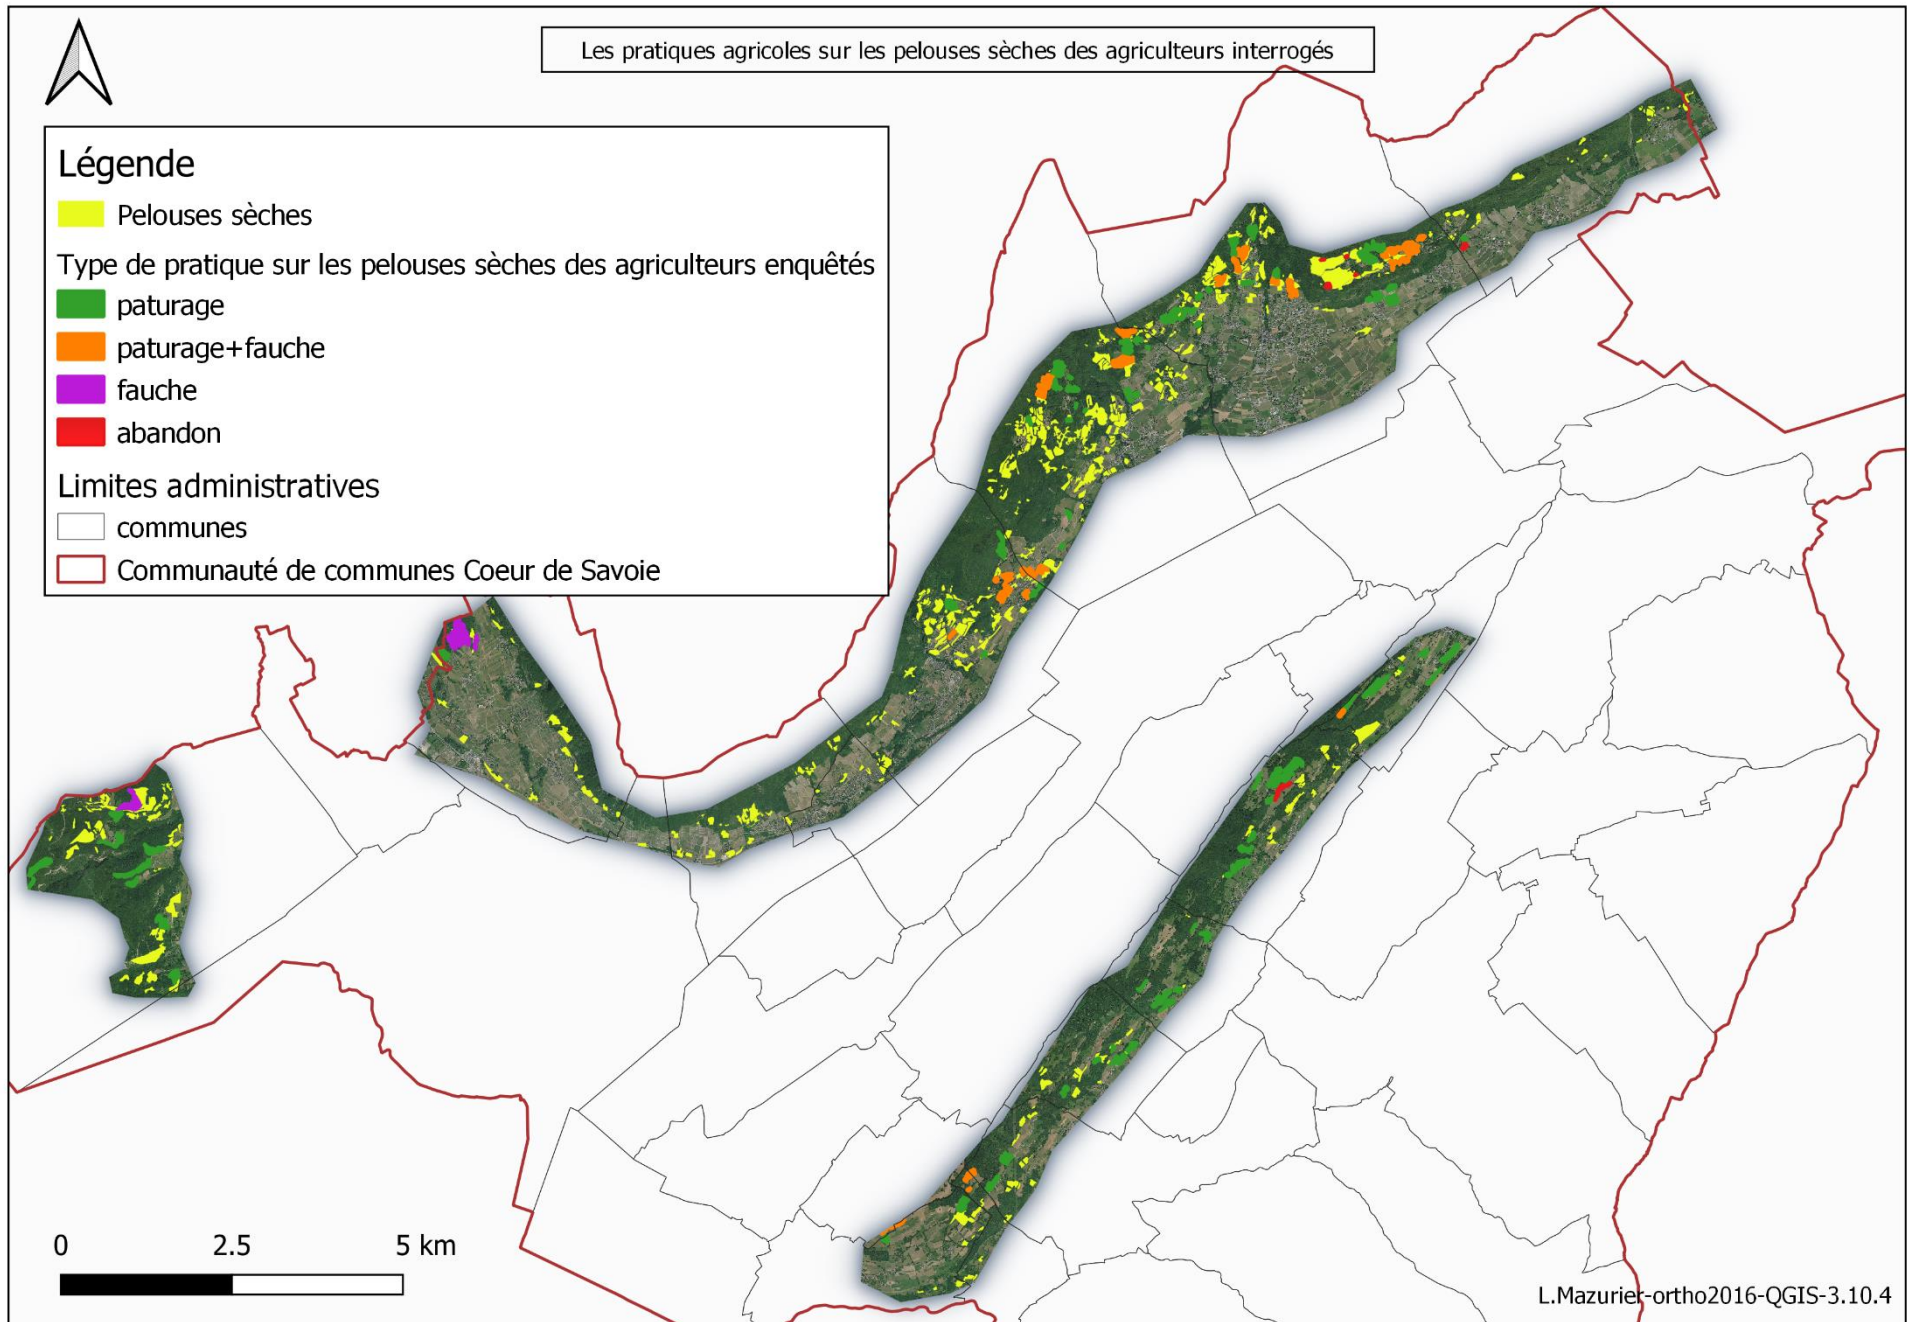 Les pratiques agricoles sur les pelouses sèches des agriculteurs interrogés
Légende
Pelouses sèches
Type de pratique sur les pelouses sèches des agriculteurs enquêtés
paturage
paturage+fauche
fauche
abandon
Limites administratives
communes
Communauté de communes Coeur de Savoie
0 2.5 5 km
L.Mazurier-ortho2016-QGIS-3.10.4